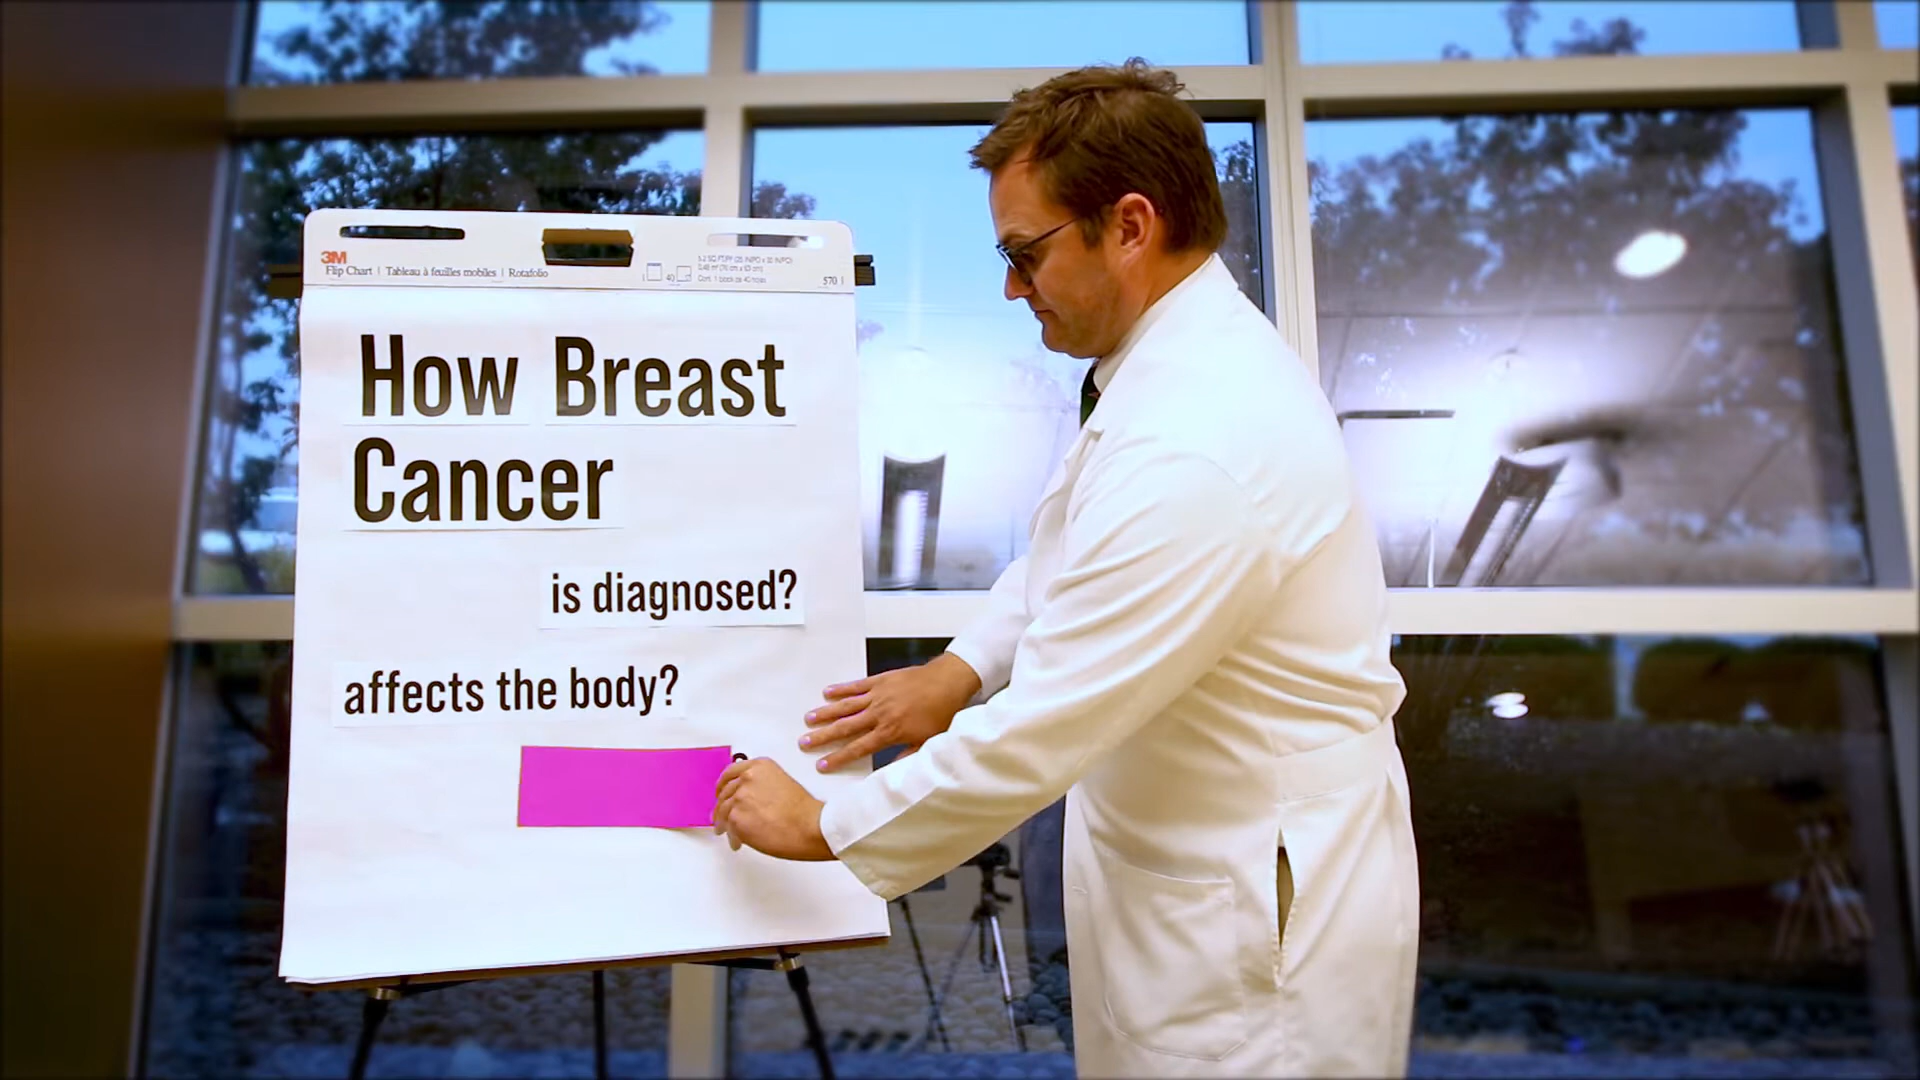 3M
Flip Chart | Tableau à feuilles mobiles | Rotafolio
570
How Breast
Cancer
is diagnosed?
affects the body?